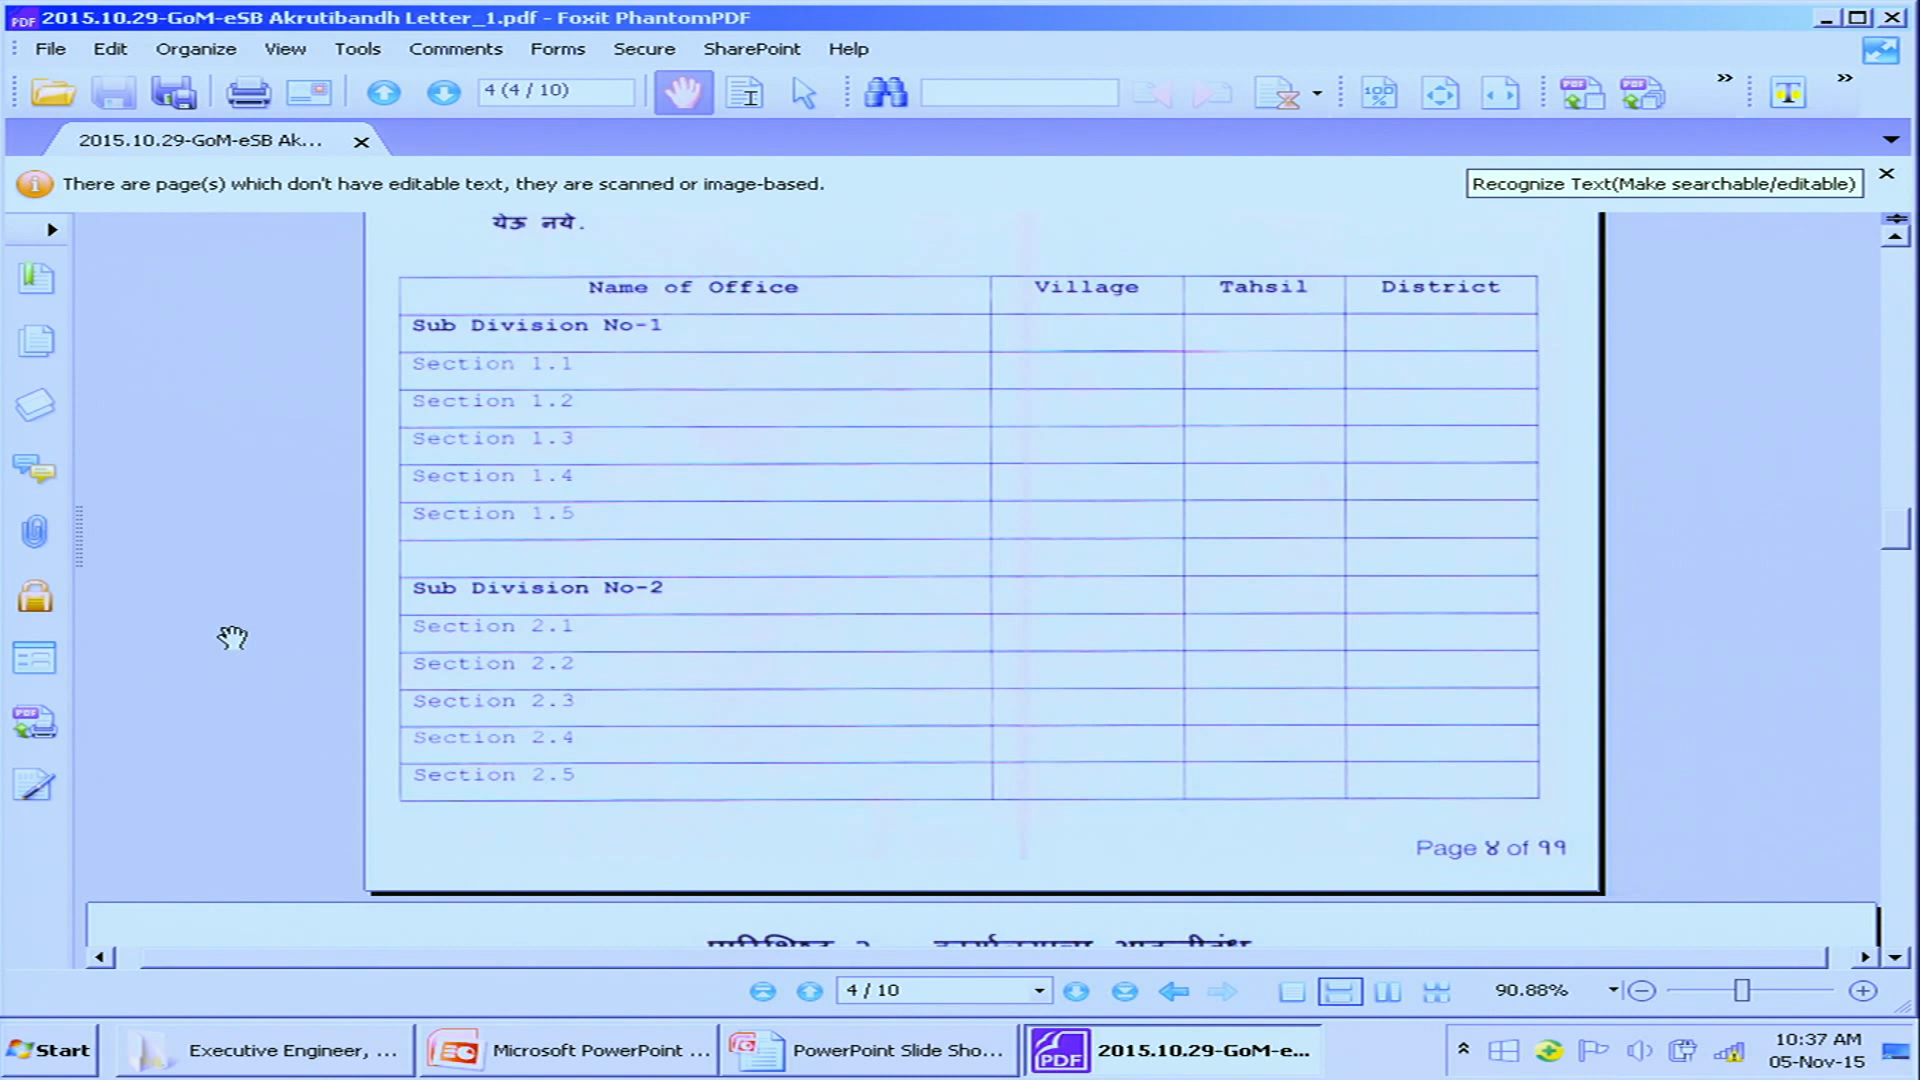 2015.10.29-GoM-eSB Akrutibandh Letter_1.pdf - Foxit PhantomPDF
File Edit Organize View Tools Comments Forms Secure SharePoint Help
4 (4 / 10)
2015.10.29-GoM-eSB Ak...
There are page(s) which don't have editable text, they are scanned or image-based.
Recognize Text(Make searchable/editable)
येऊ नये.
Name of Office Village Tahsil District
Sub Division No-1
Section 1.1
Section 1.2
Section 1.3
Section 1.4
Section 1.5
Sub Division No-2
Section 2.1
Section 2.2
Section 2.3
Section 2.4
Section 2.5
Page ४ of ११
4 / 10
90.88%
Start
Executive Engineer, ...
Microsoft PowerPoint ...
PowerPoint Slide Sho...
2015.10.29-GoM-e...
10:37 AM
05-Nov-15